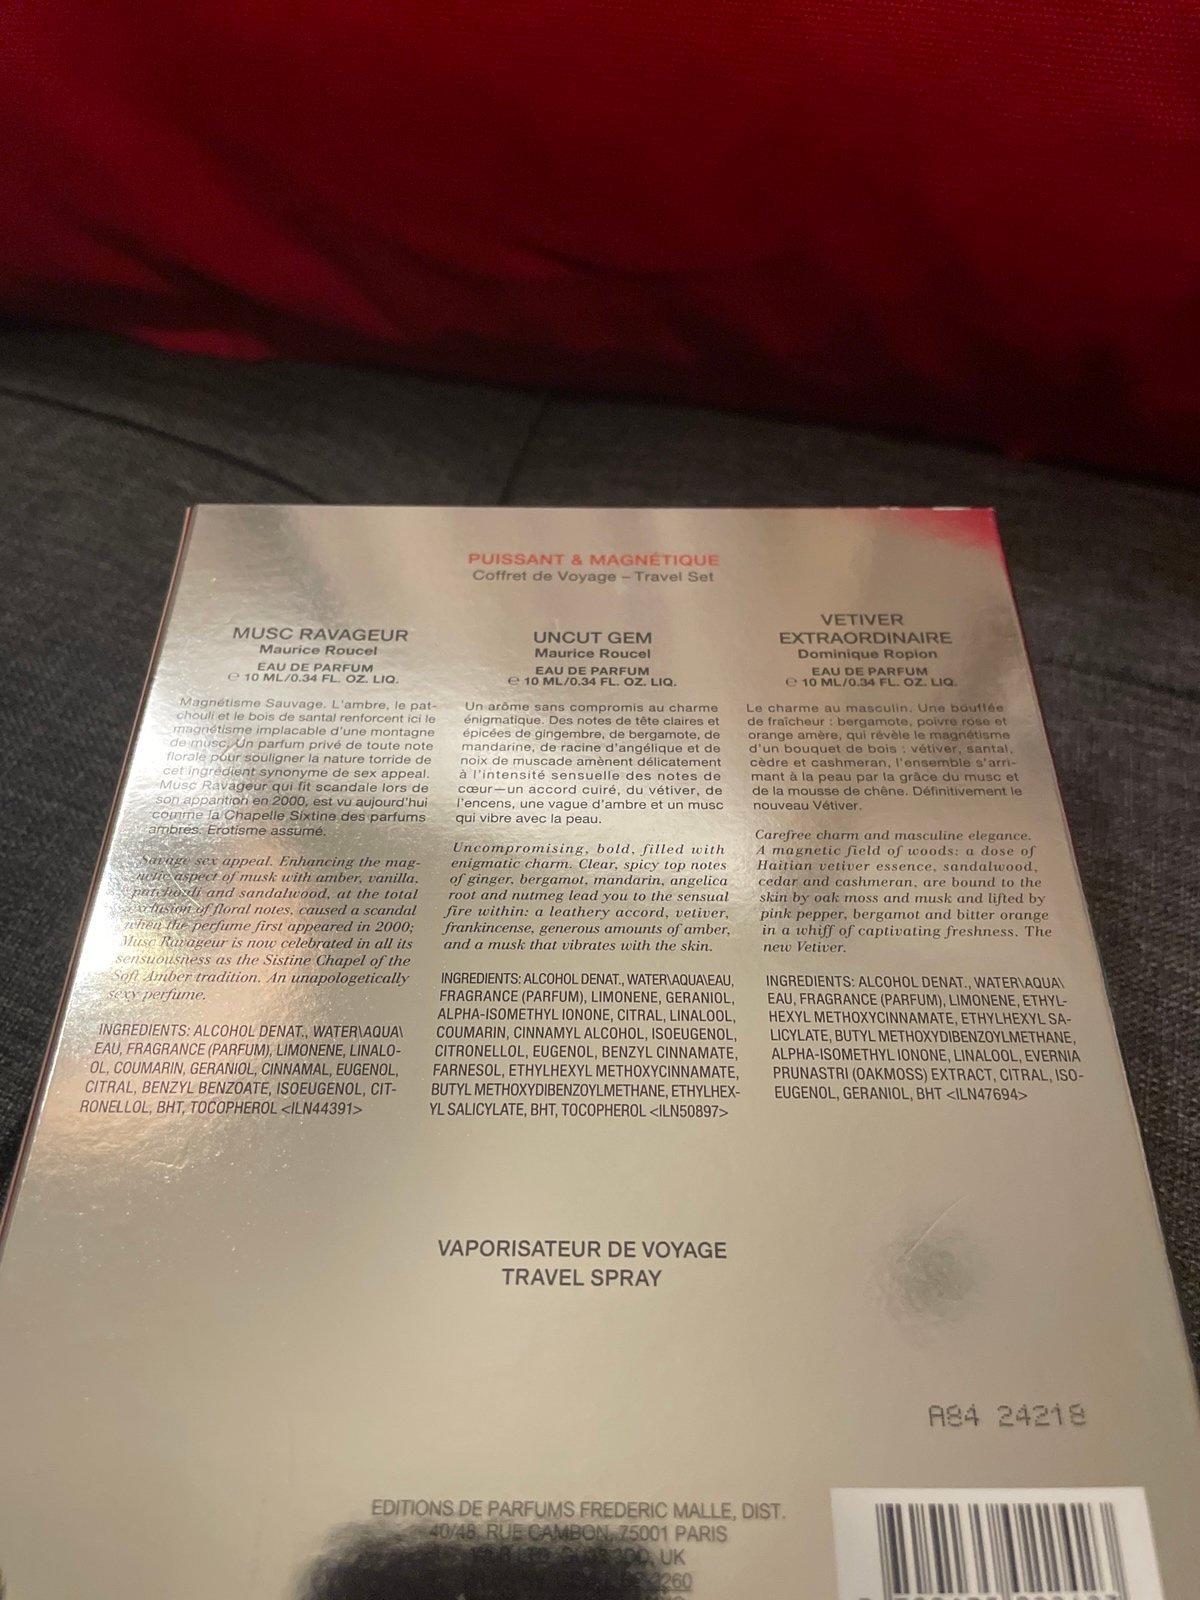 PUISSANT & MAGNÉTIQUE
Coffret de Voyage – Travel Set
MUSC RAVAGEUR
Maurice Roucel
EAU DE PARFUM
℮ 10 ML/0.34 FL. OZ. LIQ.
Magnétisme Sauvage. L'ambre, le pat-
chouli et le bois de santal renforcent ici le
magnétisme implacable d'une montagne
de musc. Un parfum privé de toute note
florale pour souligner la nature torride de
cet ingrédient synonyme de sex appeal.
Musc Ravageur qui fit scandale lors de
son apparition en 2000, est vu aujourd'hui
comme la Chapelle Sixtine des parfums
ambrés. Erotisme assumé.
Savage sex appeal. Enhancing the mag-
netic aspect of musk with amber, vanilla,
patchouli and sandalwood, at the total
exclusion of floral notes, caused a scandal
when the perfume first appeared in 2000;
Musc Ravageur is now celebrated in all its
sensuousness as the Sistine Chapel of the
Soft Amber tradition. An unapologetically
sexy perfume.
INGREDIENTS: ALCOHOL DENAT., WATER\AQUA\
EAU, FRAGRANCE (PARFUM), LIMONENE, LINALO-
OL, COUMARIN, GERANIOL, CINNAMAL, EUGENOL,
CITRAL, BENZYL BENZOATE, ISOEUGENOL, CIT-
RONELLOL, BHT, TOCOPHEROL <ILN44391>
UNCUT GEM
Maurice Roucel
EAU DE PARFUM
℮ 10 ML/0.34 FL. OZ. LIQ.
Un arôme sans compromis au charme
énigmatique. Des notes de tête claires et
épicées de gingembre, de bergamote, de
mandarine, de racine d'angélique et de
noix de muscade amènent délicatement
à l'intensité sensuelle des notes de
cœur—un accord cuiré, du vétiver, de
l'encens, une vague d'ambre et un musc
qui vibre avec la peau.
Uncompromising, bold, filled with
enigmatic charm. Clear, spicy top notes
of ginger, bergamot, mandarin, angelica
root and nutmeg lead you to the sensual
fire within: a leathery accord, vetiver,
frankincense, generous amounts of amber,
and a musk that vibrates with the skin.
INGREDIENTS: ALCOHOL DENAT., WATER\AQUA\EAU,
FRAGRANCE (PARFUM), LIMONENE, GERANIOL,
ALPHA-ISOMETHYL IONONE, CITRAL, LINALOOL,
COUMARIN, CINNAMYL ALCOHOL, ISOEUGENOL,
CITRONELLOL, EUGENOL, BENZYL CINNAMATE,
FARNESOL, ETHYLHEXYL METHOXYCINNAMATE,
BUTYL METHOXYDIBENZOYLMETHANE, ETHYLHEX-
YL SALICYLATE, BHT, TOCOPHEROL <ILN50897>
VETIVER
EXTRAORDINAIRE
Dominique Ropion
EAU DE PARFUM
℮ 10 ML/0.34 FL. OZ. LIQ.
Le charme au masculin. Une bouffée
de fraîcheur : bergamote, poivre rose et
orange amère, qui révèle le magnétisme
d'un bouquet de bois : vétiver, santal,
cèdre et cashmeran, l'ensemble s'arri-
mant à la peau par la grâce du musc et
de la mousse de chêne. Définitivement le
nouveau Vétiver.
Carefree charm and masculine elegance.
A magnetic field of woods: a dose of
Haitian vetiver essence, sandalwood,
cedar and cashmeran, are bound to the
skin by oak moss and musk and lifted by
pink pepper, bergamot and bitter orange
in a whiff of captivating freshness. The
new Vetiver.
INGREDIENTS: ALCOHOL DENAT., WATER\AQUA\
EAU, FRAGRANCE (PARFUM), LIMONENE, ETHYL-
HEXYL METHOXYCINNAMATE, ETHYLHEXYL SA-
LICYLATE, BUTYL METHOXYDIBENZOYLMETHANE,
ALPHA-ISOMETHYL IONONE, LINALOOL, EVERNIA
PRUNASTRI (OAKMOSS) EXTRACT, CITRAL, ISO-
EUGENOL, GERANIOL, BHT <ILN47694>
VAPORISATEUR DE VOYAGE
TRAVEL SPRAY
A84 24218
EDITIONS DE PARFUMS FREDERIC MALLE, DIST.
40/48, RUE CAMBON, 75001 PARIS
UK